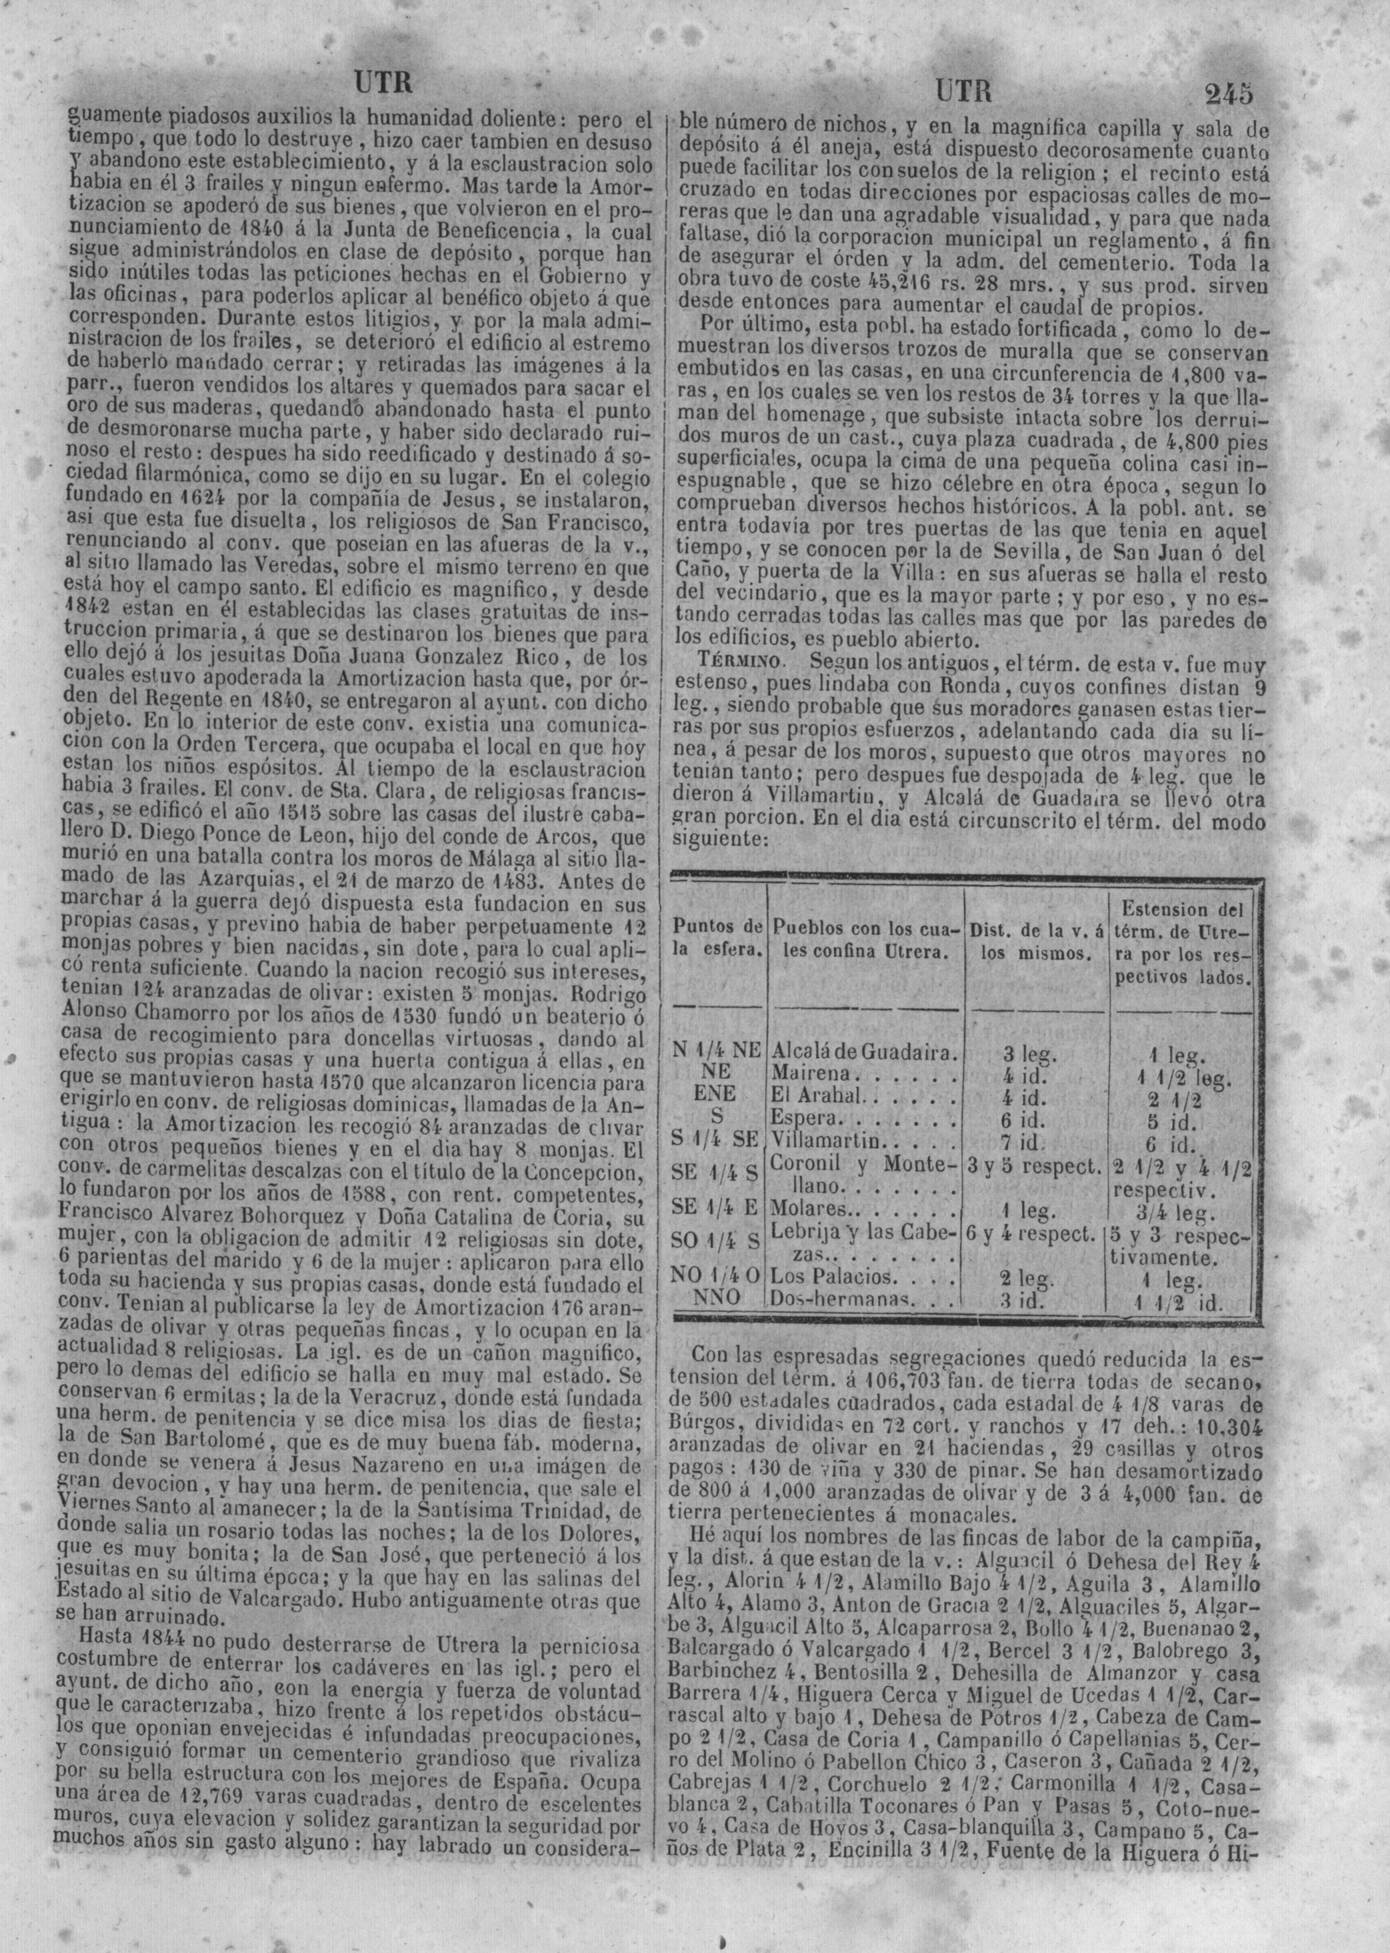 UTR
guamente piadosos auxilios la humanidad doliente: pero el
tiempo, que todo lo destruye, hizo caer tambien en desuso
y abandono este establecimiento, y á la esclaustracion solo
habia en él 3 frailes y ningun enfermo. Mas tarde la Amor-
tizacion se apoderó de sus bienes, que volvieron en el pro-
nunciamiento de 1840 á la Junta de Beneficencia, la cual
sigue administrándolos en clase de depósito, porque han
sido inútiles todas las peticiones hechas en el Gobierno y
las oficinas, para poderlos aplicar al benéfico objeto á que
corresponden. Durante estos litigios, y por la mala admi-
nistracion de los frailes, se deterioró el edificio al estremo
de haberlo mandado cerrar; y retiradas las imágenes á la
parr., fueron vendidos los altares y quemados para sacar el
oro de sus maderas, quedando abandonado hasta el punto
de desmoronarse mucha parte, y haber sido declarado rui-
noso el resto: despues ha sido reedificado y destinado á so-
ciedad filarmónica, como se dijo en su lugar. En el colegio
fundado en 1624 por la compañía de Jesus, se instalaron,
asi que esta fue disuelta, los religiosos de San Francisco,
renunciando al conv. que poseian en las afueras de la v.,
al sitio llamado las Veredas, sobre el mismo terreno en que
está hoy el campo santo. El edificio es magnífico, y desde
1842 estan en él establecidas las clases gratuitas de ins-
truccion primaria, á que se destinaron los bienes que para
ello dejó á los jesuitas Doña Juana Gonzalez Rico, de los
cuales estuvo apoderada la Amortizacion hasta que, por ór-
den del Regente en 1840, se entregaron al ayunt. con dicho
objeto. En lo interior de este conv. existia una comunica-
cion con la Orden Tercera, que ocupaba el local en que hoy
estan los niños espósitos. Al tiempo de la esclaustracion
habia 3 frailes. El conv. de Sta. Clara, de religiosas francis-
cas, se edificó el año 1515 sobre las casas del ilustre caba-
llero D. Diego Ponce de Leon, hijo del conde de Arcos, que
murió en una batalla contra los moros de Málaga al sitio lla-
mado de las Azarquias, el 21 de marzo de 1483. Antes de
marchar á la guerra dejó dispuesta esta fundacion en sus
propias casas, y previno habia de haber perpetuamente 12
monjas pobres y bien nacidas, sin dote, para lo cual apli-
có renta suficiente. Cuando la nacion recogió sus intereses,
tenian 124 aranzadas de olivar: existen 5 monjas. Rodrigo
Alonso Chamorro por los años de 1530 fundó un beaterio ó
casa de recogimiento para doncellas virtuosas, dando al
efecto sus propias casas y una huerta contigua á ellas, en
que se mantuvieron hasta 1570 que alcanzaron licencia para
erigirlo en conv. de religiosas dominicas, llamadas de la An-
tigua: la Amortizacion les recogió 84 aranzadas de olivar
con otros pequeños bienes y en el dia hay 8 monjas. El
conv. de carmelitas descalzas con el título de la Concepcion,
lo fundaron por los años de 1588, con rent. competentes,
Francisco Alvarez Bohorquez y Doña Catalina de Coria, su
mujer, con la obligacion de admitir 12 religiosas sin dote,
6 parientas del marido y 6 de la mujer: aplicaron para ello
toda su hacienda y sus propias casas, donde está fundado el
conv. Tenian al publicarse la ley de Amortizacion 176 aran-
zadas de olivar y otras pequeñas fincas, y lo ocupan en la
actualidad 8 religiosas. La igl. es de un cañon magnífico,
pero lo demas del edificio se halla en muy mal estado. Se
conservan 6 ermitas; la de la Veracruz, donde está fundada
una herm. de penitencia y se dice misa los dias de fiesta;
la de San Bartolomé, que es de muy buena fáb. moderna,
en donde se venera á Jesus Nazareno en una imágen de
gran devocion, y hay una herm. de penitencia, que sale el
Viernes Santo al amanecer; la de la Santísima Trinidad, de
donde salia un rosario todas las noches; la de los Dolores,
que es muy bonita; la de San José, que perteneció á los
jesuitas en su última época; y la que hay en las salinas del
Estado al sitio de Valcargado. Hubo antiguamente otras que
se han arruinado.
Hasta 1844 no pudo desterrarse de Utrera la perniciosa
costumbre de enterrar los cadáveres en las igl.; pero el
ayunt. de dicho año, con la energía y fuerza de voluntad
que le caracterizaba, hizo frente á los repetidos obstácu-
los que oponian envejecidas é infundadas preocupaciones,
y consiguió formar un cementerio grandioso que rivaliza
por su bella estructura con los mejores de España. Ocupa
una área de 12,769 varas cuadradas, dentro de escelentes
muros, cuya elevacion y solidez garantizan la seguridad por
muchos años sin gasto alguno: hay labrado un considera-
UTR 245
ble número de nichos, y en la magnífica capilla y sala de
depósito á él aneja, está dispuesto decorosamente cuanto
puede facilitar los consuelos de la religion; el recinto está
cruzado en todas direcciones por espaciosas calles de mo-
reras que le dan una agradable visualidad, y para que nada
faltase, dió la corporacion municipal un reglamento, á fin
de asegurar el órden y la adm. del cementerio. Toda la
obra tuvo de coste 45,216 rs. 28 mrs., y sus prod. sirven
desde entonces para aumentar el caudal de propios.
Por último, esta pobl. ha estado fortificada, como lo de-
muestran los diversos trozos de muralla que se conservan
embutidos en las casas, en una circunferencia de 1,800 va-
ras, en los cuales se ven los restos de 34 torres y la que lla-
man del homenage, que subsiste intacta sobre los derrui-
dos muros de un cast., cuya plaza cuadrada, de 4,800 pies
superficiales, ocupa la cima de una pequeña colina casi in-
espugnable, que se hizo célebre en otra época, segun lo
comprueban diversos hechos históricos. A la pobl. ant. se
entra todavia por tres puertas de las que tenia en aquel
tiempo, y se conocen por la de Sevilla, de San Juan ó del
Caño, y puerta de la Villa: en sus afueras se halla el resto
del vecindario, que es la mayor parte; y por eso, y no es-
tando cerradas todas las calles mas que por las paredes de
los edificios, es pueblo abierto.
TÉRMINO. Segun los antiguos, el térm. de esta v. fue muy
estenso, pues lindaba con Ronda, cuyos confines distan 9
leg., siendo probable que sus moradores ganasen estas tier-
ras por sus propios esfuerzos, adelantando cada dia su lí-
nea, á pesar de los moros, supuesto que otros mayores no
tenian tanto; pero despues fue despojada de 4 leg. que le
dieron á Villamartin, y Alcalá de Guadaira se llevó otra
gran porcion. En el dia está circunscrito el térm. del modo
siguiente:
Puntos de la esfera. | Pueblos con los cua-les confina Utrera. | Dist. de la v. á los mismos. | Estension del térm. de Utre-ra por los res-pectivos lados.
N 1/4 NE Alcalá de Guadaira. 3 leg. 1 leg.
NE Mairena. . . . . . 4 id. 1 1/2 leg.
ENE El Arahal. . . . . . 4 id. 2 1/2
S Espera. . . . . . . 6 id. 5 id.
S 1/4 SE Villamartin. . . . . 7 id. 6 id.
SE 1/4 S Coronil y Monte- 3 y 5 respect. 2 1/2 y 4 1/2
llano. . . . . . . respectiv.
SE 1/4 E Molares. . . . . . . 1 leg. 3/4 leg.
SO 1/4 S Lebrija y las Cabe- 6 y 4 respect. 5 y 3 respec-
zas. . . . . . . . tivamente.
NO 1/4 O Los Palacios. . . . 2 leg. 1 leg.
NNO Dos-hermanas. . . 3 id. 1 1/2 id.
Con las espresadas segregaciones quedó reducida la es-
tension del térm. á 106,703 fan. de tierra todas de secano,
de 500 estadales cuadrados, cada estadal de 4 1/8 varas de
Búrgos, divididas en 72 cort. y ranchos y 17 deh.: 10,304
aranzadas de olivar en 21 haciendas, 29 casillas y otros
pagos: 130 de viña y 330 de pinar. Se han desamortizado
de 800 á 1,000 aranzadas de olivar y de 3 á 4,000 fan. de
tierra pertenecientes á monacales.
Hé aquí los nombres de las fincas de labor de la campiña,
y la dist. á que estan de la v.: Alguacil ó Dehesa del Rey 4
leg., Alorin 4 1/2, Alamillo Bajo 4 1/2, Aguila 3, Alamillo
Alto 4, Alamo 3, Anton de Gracia 2 1/2, Alguaciles 5, Algar-
be 3, Alguacil Alto 5, Alcaparrosa 2, Bollo 4 1/2, Buenanao 2,
Balcargado ó Valcargado 1 1/2, Bercel 3 1/2, Balobrego 3,
Barbinchez 4, Bentosilla 2, Dehesilla de Almanzor y casa
Barrera 1/4, Higuera Cerca y Miguel de Ucedas 1 1/2, Car-
rascal alto y bajo 1, Dehesa de Potros 1/2, Cabeza de Cam-
po 2 1/2, Casa de Coria 1, Campanillo ó Capellanias 5, Cer-
ro del Molino ó Pabellon Chico 3, Caseron 3, Cañada 2 1/2,
Cabrejas 1 1/2, Corchuelo 2 1/2; Carmonilla 1 1/2, Casa-
blanca 2, Cabatilla Toconares ó Pan y Pasas 5, Coto-nue-
vo 4, Casa de Hoyos 3, Casa-blanquilla 3, Campano 5, Ca-
ños de Plata 2, Encinilla 3 1/2, Fuente de la Higuera ó Hi-